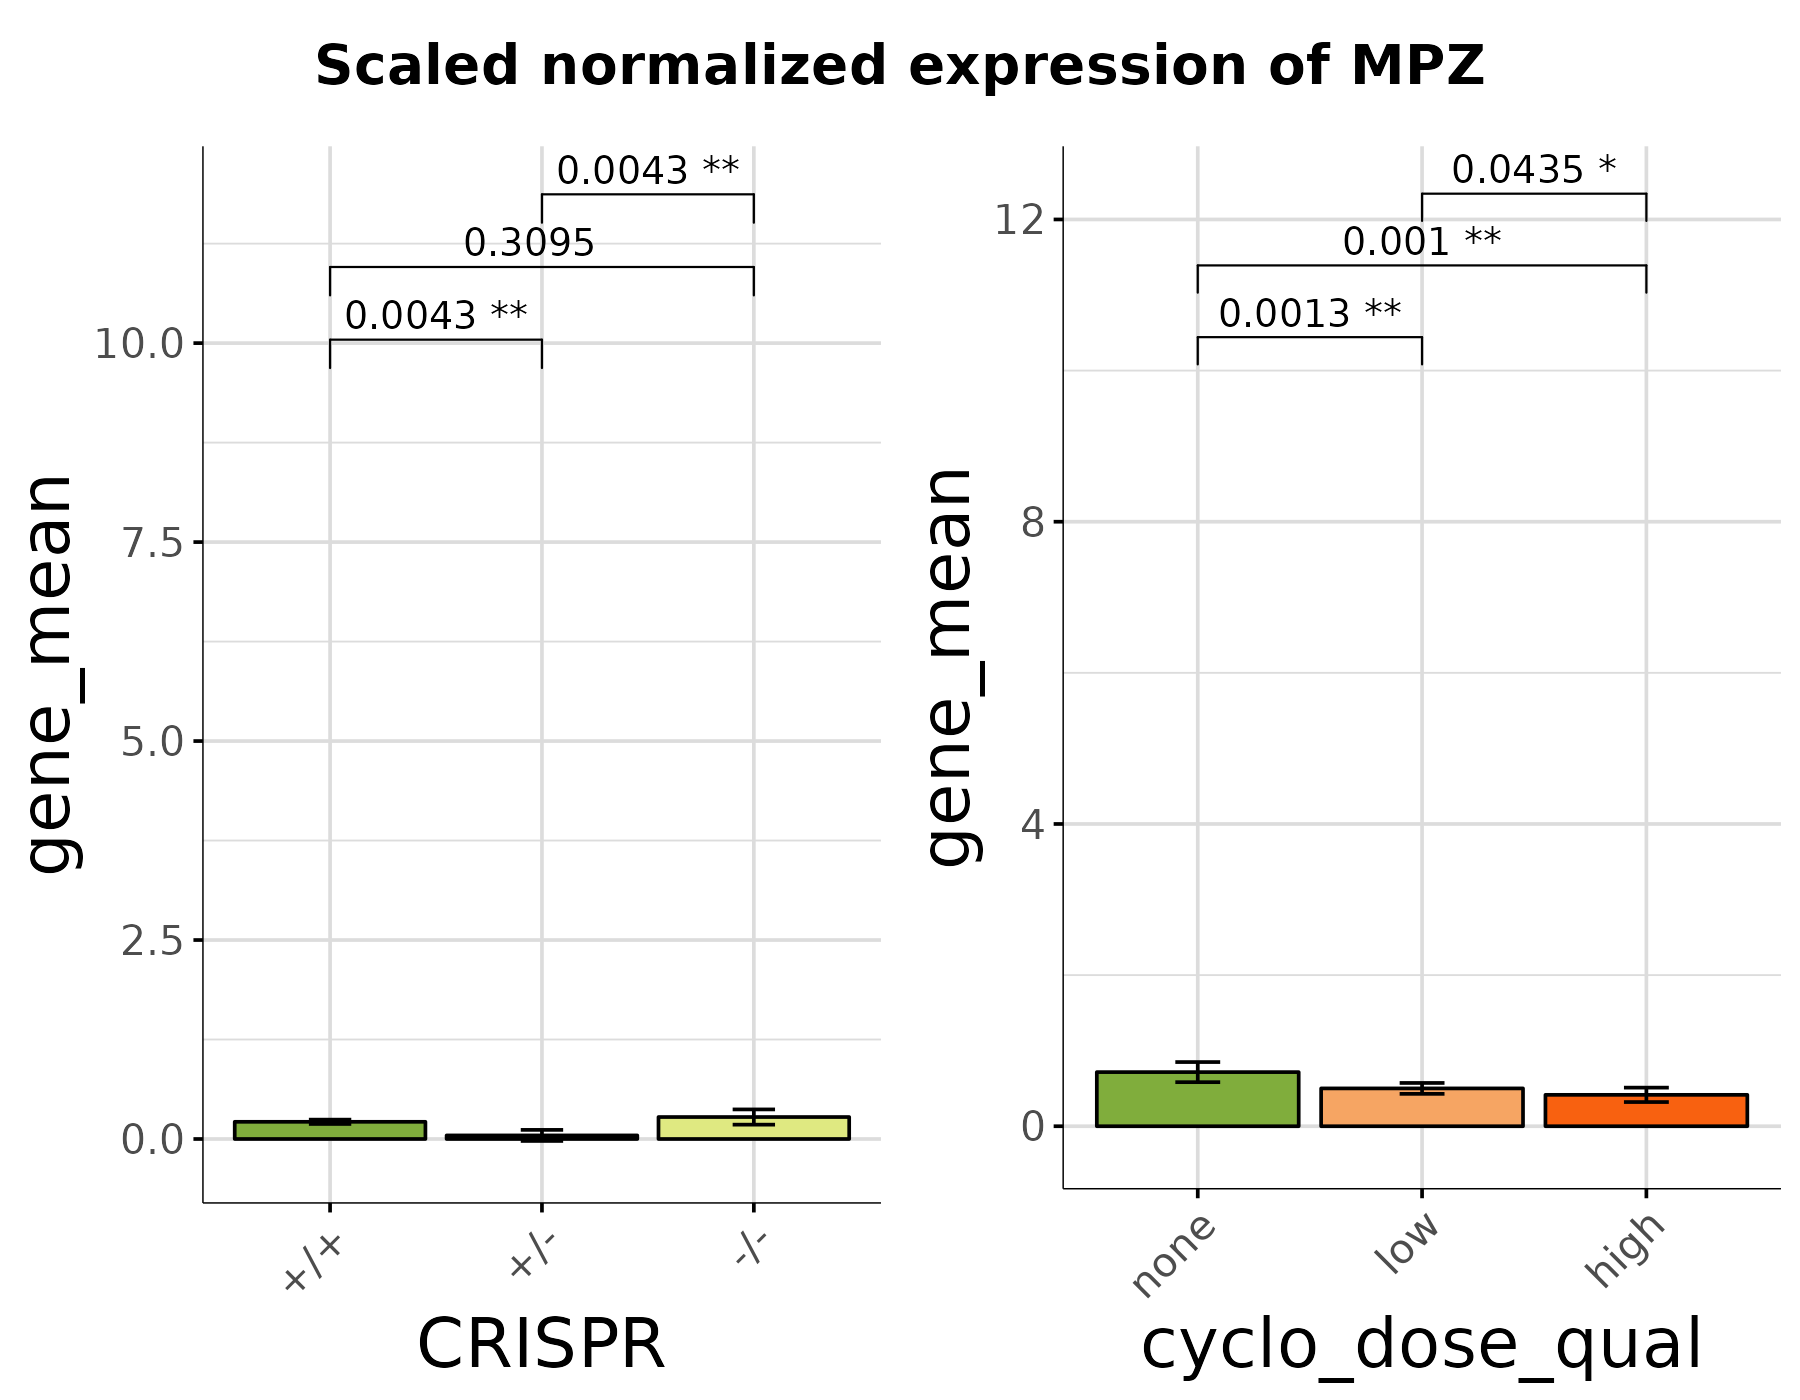 Scaled normalized expression of MPZ
gene_mean
10.0
7.5
5.0
2.5
0.0
0.0043 **
0.3095
0.0043 **
+/+
+/-
-/-
CRISPR
gene_mean
12
8
4
0
0.0435 *
0.001 **
0.0013 **
none
low
high
cyclo_dose_qual